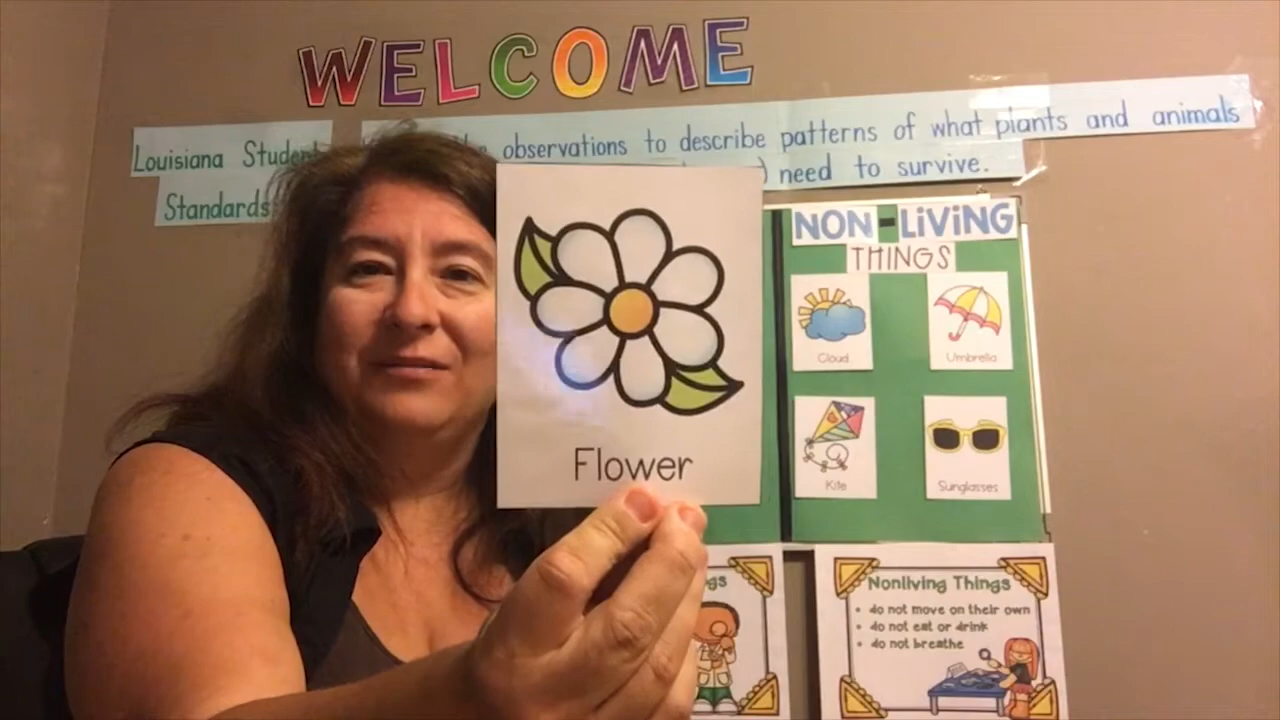 WELCOME
Louisiana Student
Standards
observations to describe patterns of what plants and animals
) need to survive.
NON-LiViNG
THINGS
Cloud
Umbrella
Kite
Sunglasses
Flower
Nonliving Things
• do not move on their own
• do not eat or drink
• do not breathe